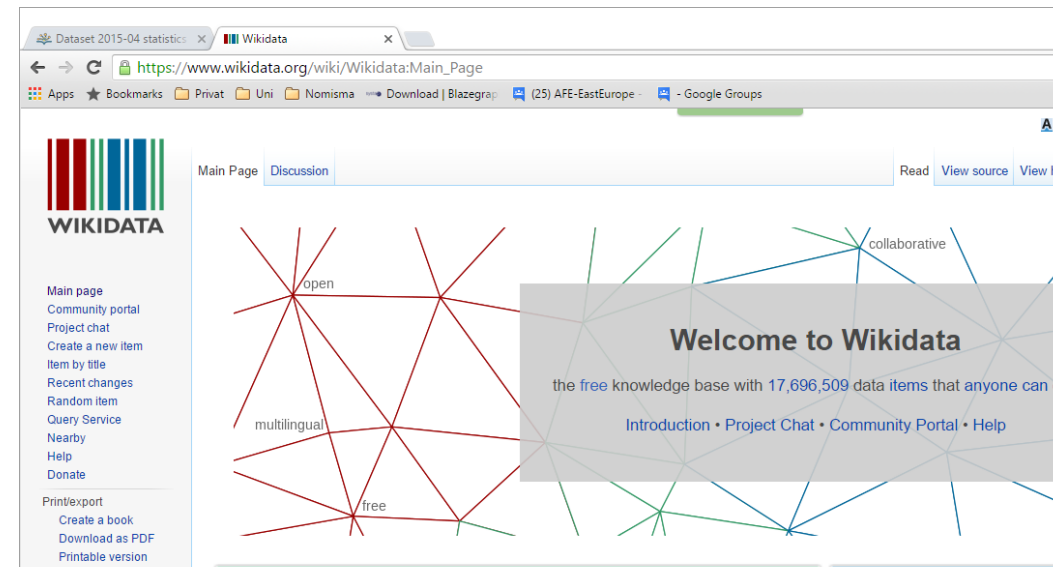 Dataset 2015-04 statistics
Wikidata
https://www.wikidata.org/wiki/Wikidata:Main_Page
Apps Bookmarks Privat Uni Nomisma Download | Blazegrap (25) AFE-EastEurope - - Google Groups
A
Main Page Discussion Read View source View h
WIKIDATA
Main page
Community portal
Project chat
Create a new item
Item by title
Recent changes
Random item
Query Service
Nearby
Help
Donate
Print/export
Create a book
Download as PDF
Printable version
open
collaborative
multilingual
free
Welcome to Wikidata
the free knowledge base with 17,696,509 data items that anyone can
Introduction • Project Chat • Community Portal • Help